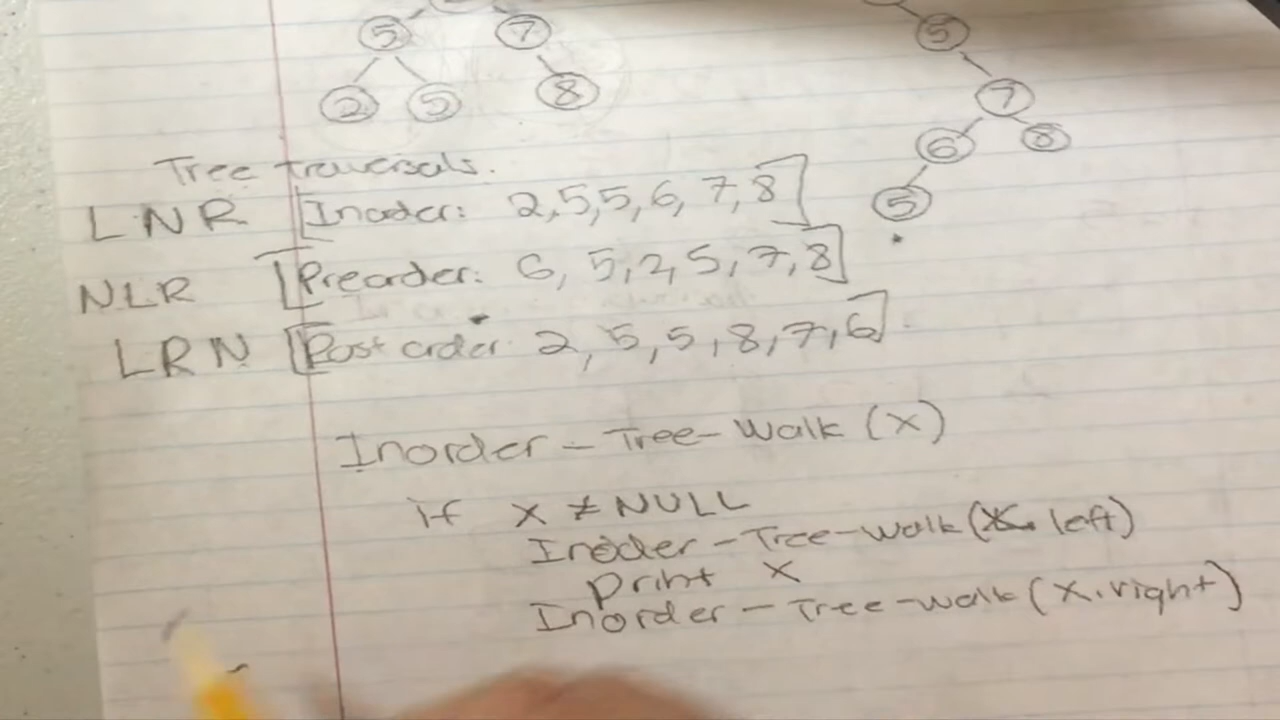 5 7 5
2 5 8 7
6 8
5
Tree traversals.
LNR [Inoder: 2,5,5,6,7,8]
NLR [Preorder: 6,5,2,5,7,8]
LRN [Post order: 2,5,5,8,7,6]
Inorder-Tree-Walk (x)
if x ≠ NULL
Inoder-Tree-walk (x.left)
Print x
Inorder-Tree-walk (x.right)